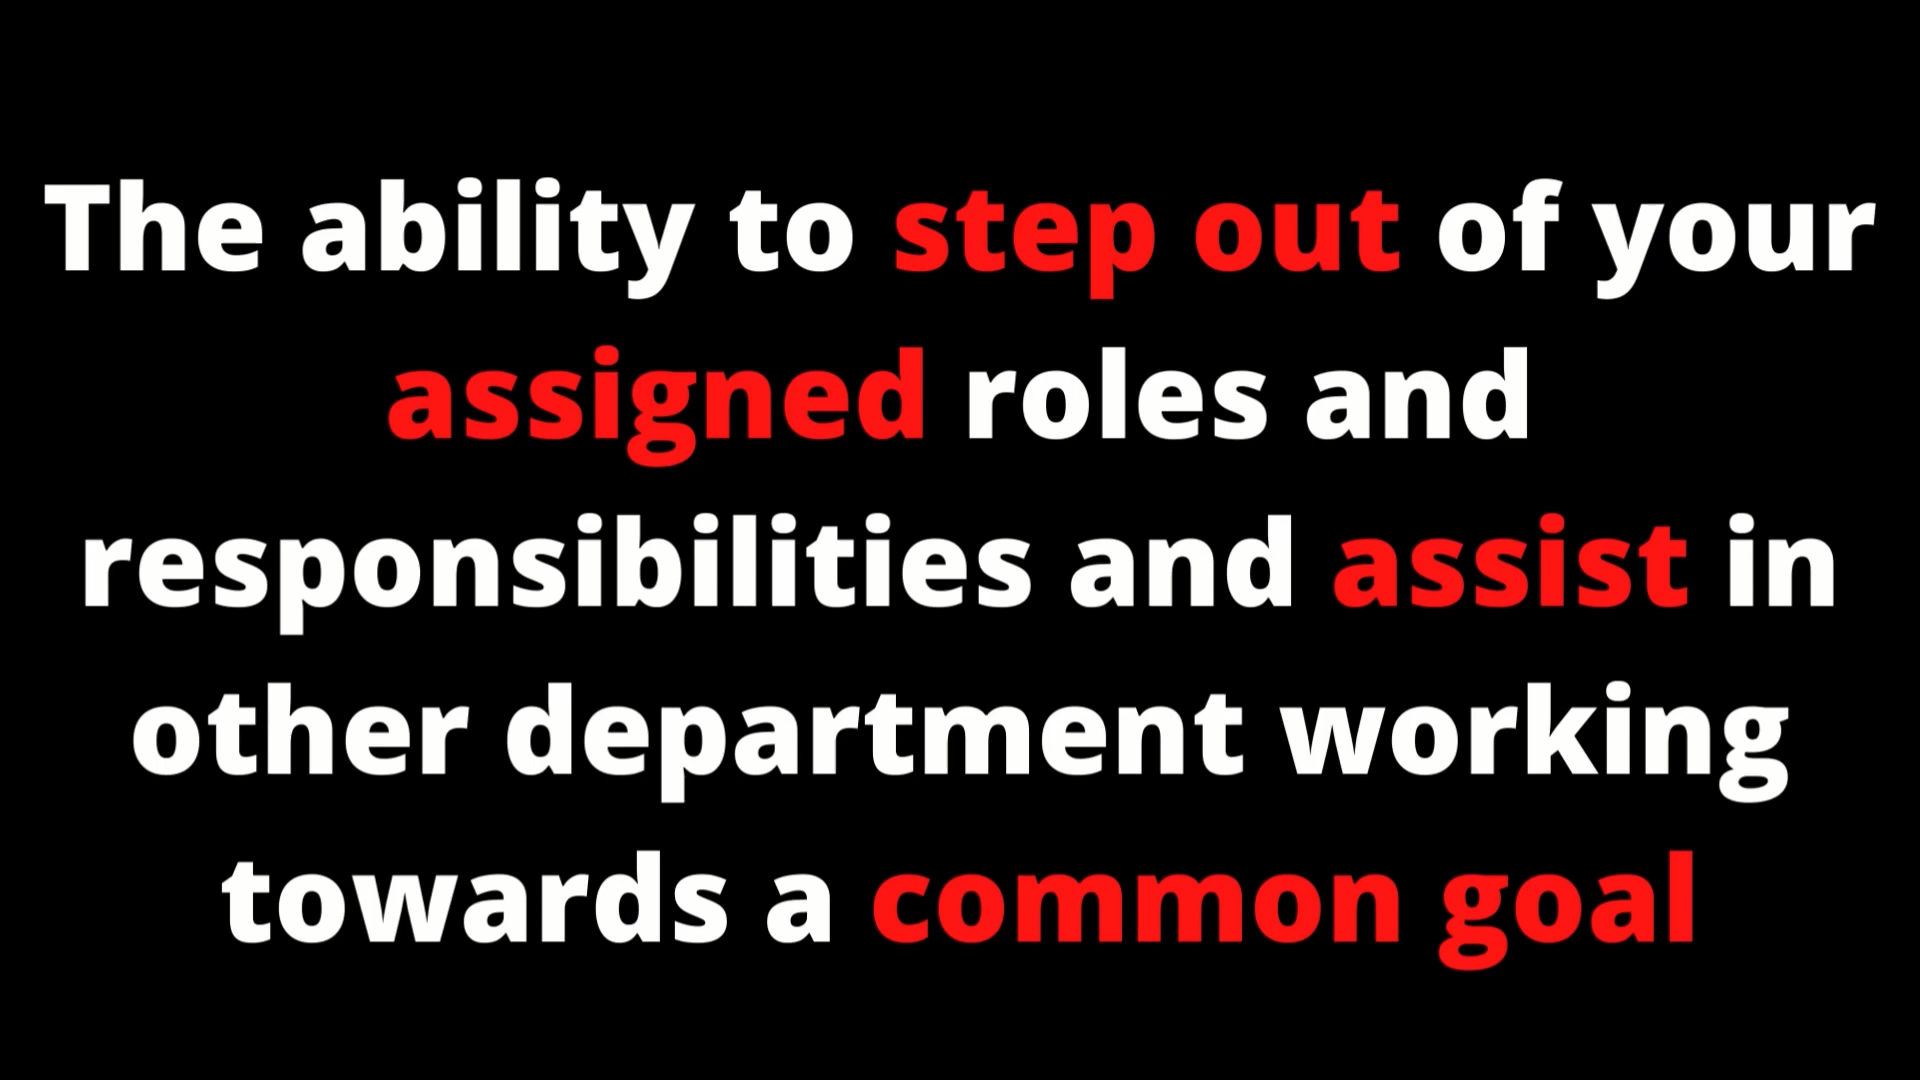 The ability to step out of your
assigned roles and
responsibilities and assist in
other department working
towards a common goal